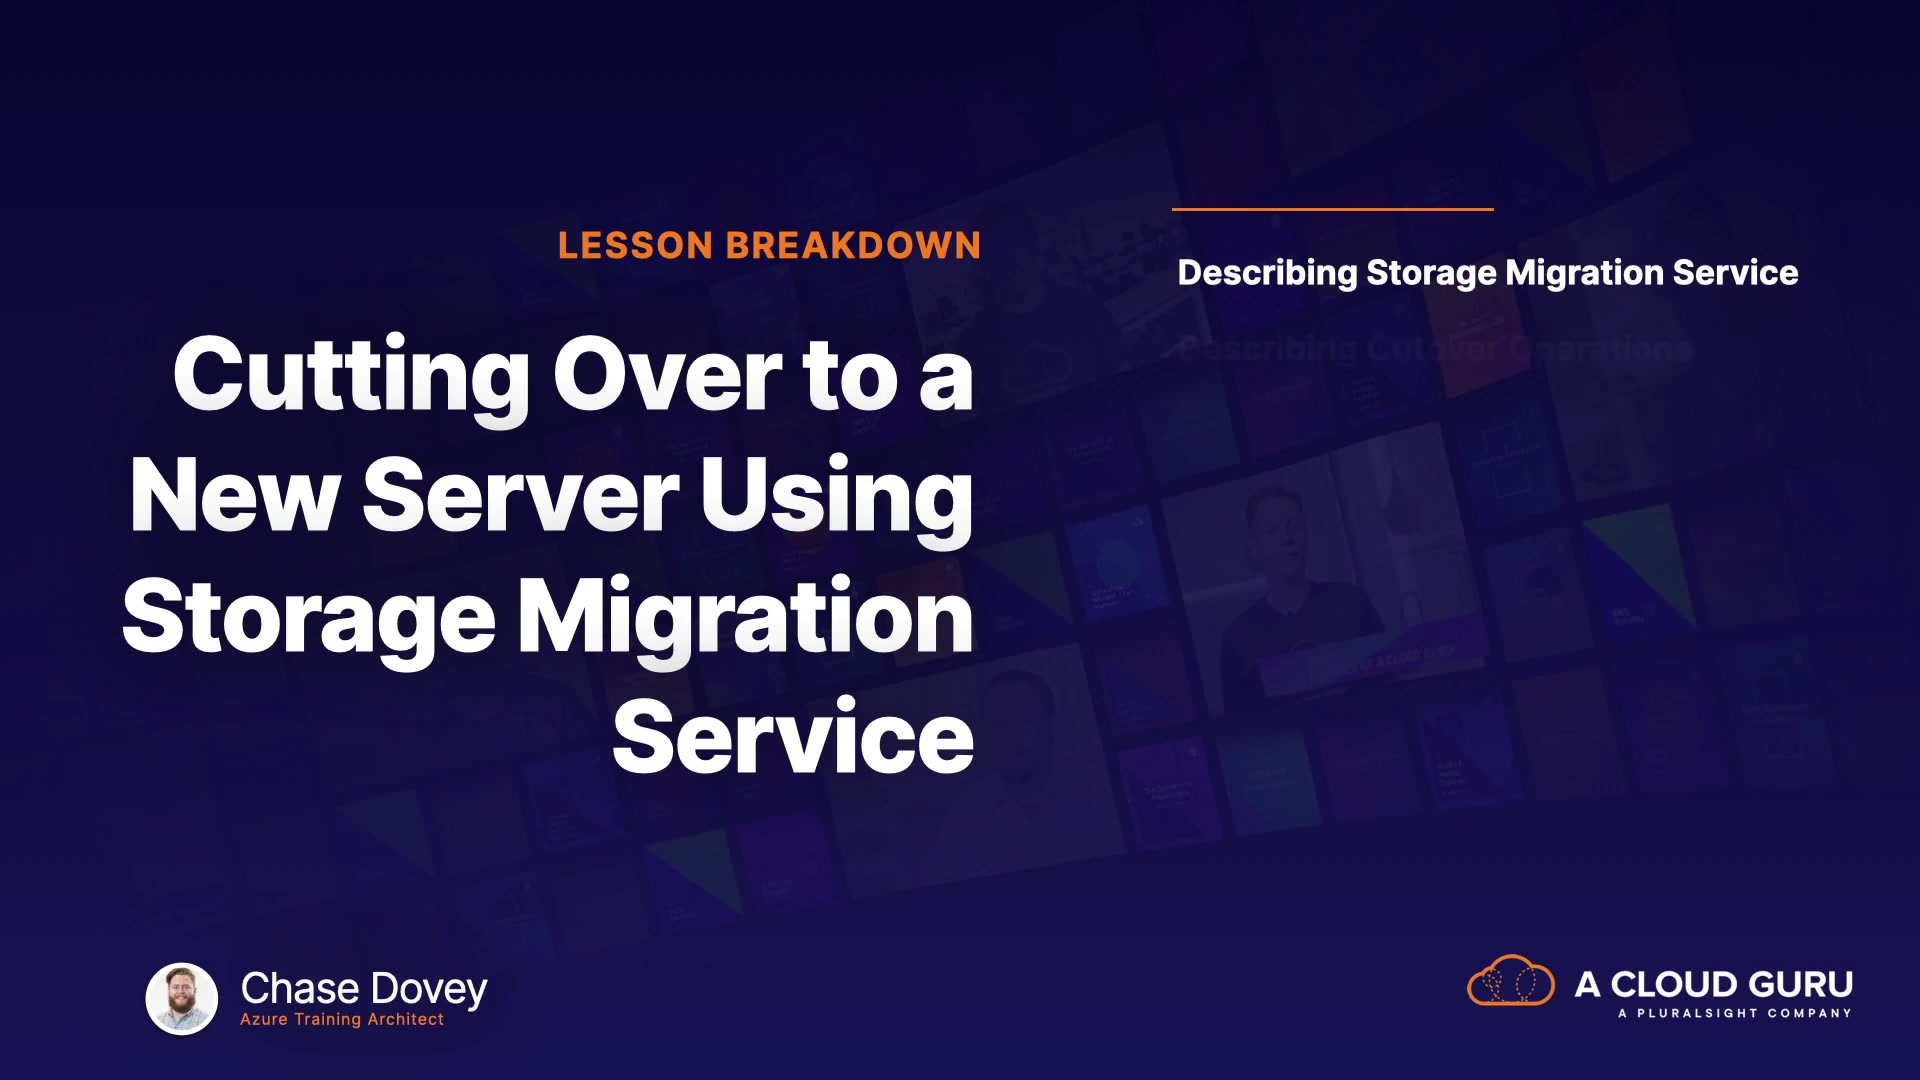 LESSON BREAKDOWN
Cutting Over to a
New Server Using
Storage Migration
Service
Describing Storage Migration Service
Describing Cutover Operations
Chase Dovey
Azure Training Architect
A CLOUD GURU
A PLURALSIGHT COMPANY